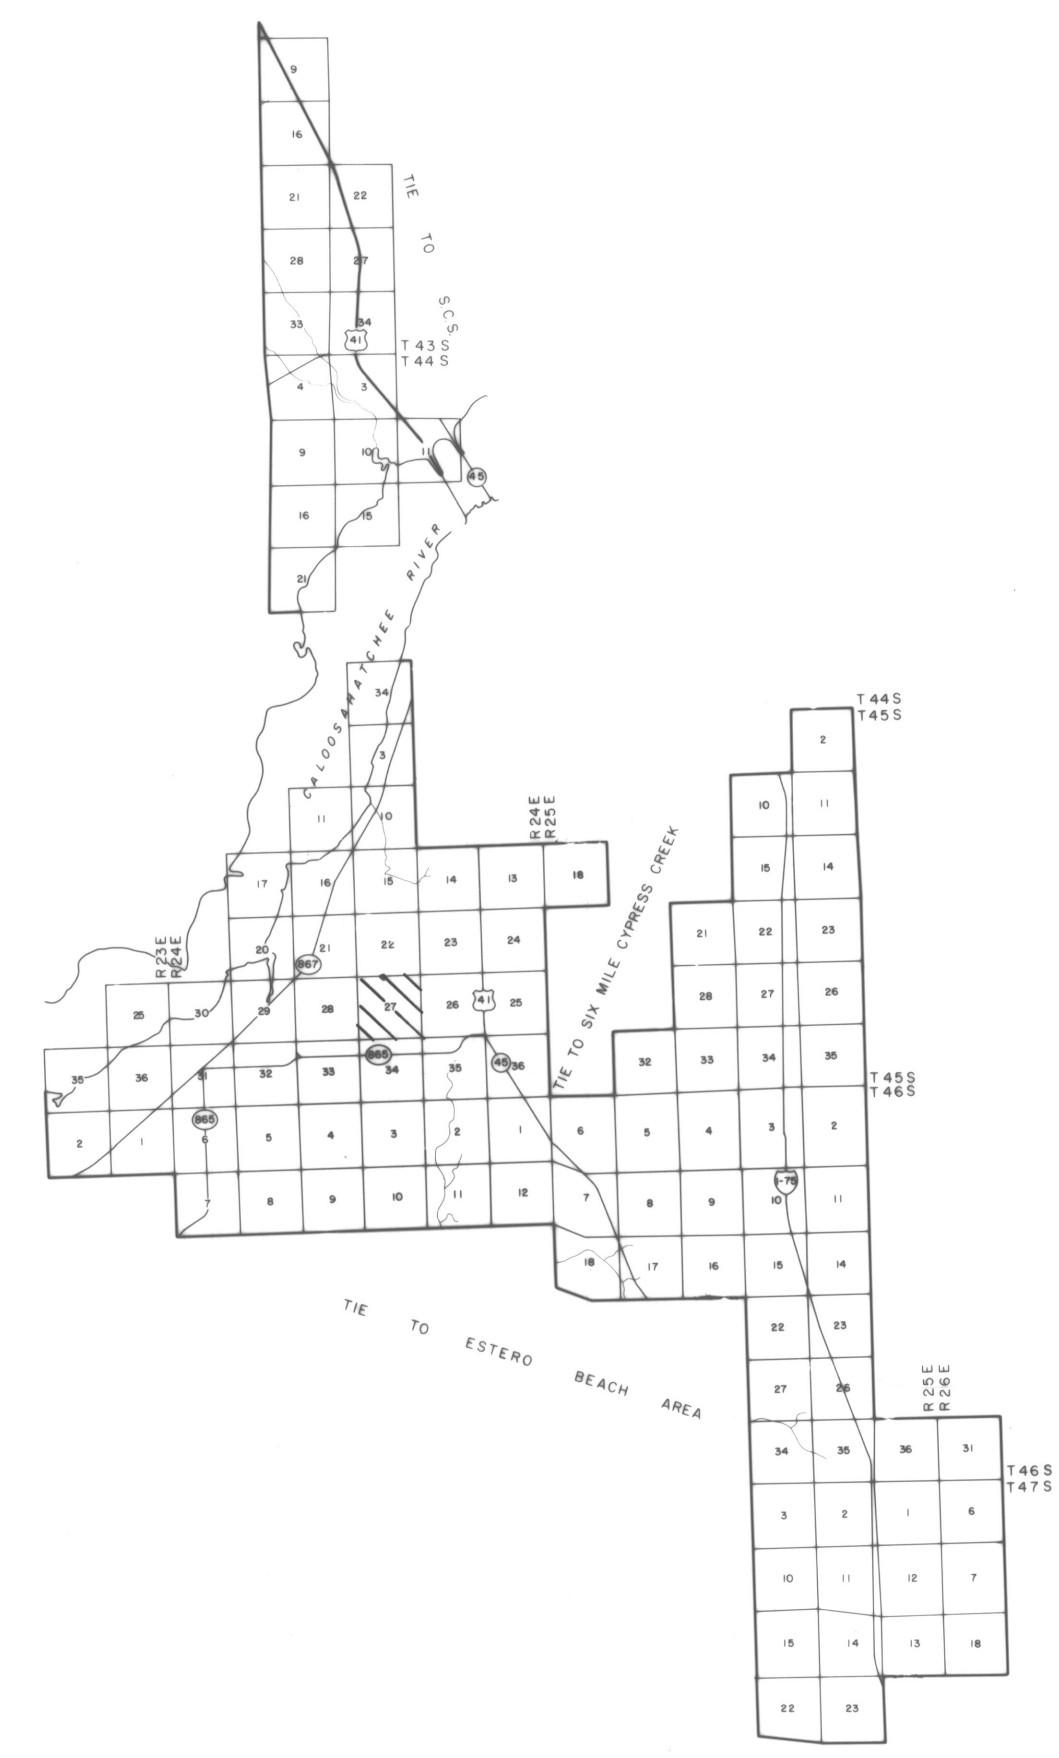 9
16
21 22
TIE TO S.C.S.
28 27
33 34
41
T 43 S
T 44 S
4 3
9 10 11
45
16 15
21
CALOOSAHATCHEE RIVER
34
3
11 10
R24E
R25E
17 16 15 14 13 18
20 21 22 23 24
867
R23E
R24E
25 30 29 28 27 26 41 25
35 36 31 32 33 865 34 35 45 36
865
2 1 6 5 4 3 2 1
7 8 9 10 11 12
TIE TO SIX MILE CYPRESS CREEK
T 44 S
T 45 S
2
10 11
15 14
21 22 23
28 27 26
32 33 34 35
T 45 S
T 46 S
6 5 4 3 2
I-75
7 8 9 10 11
18 17 16 15 14
TIE TO ESTERO BEACH AREA
22 23
27 26
R 25 E
R 26 E
34 35 36 31
T 46 S
T 47 S
3 2 1 6
10 11 12 7
15 14 13 18
22 23